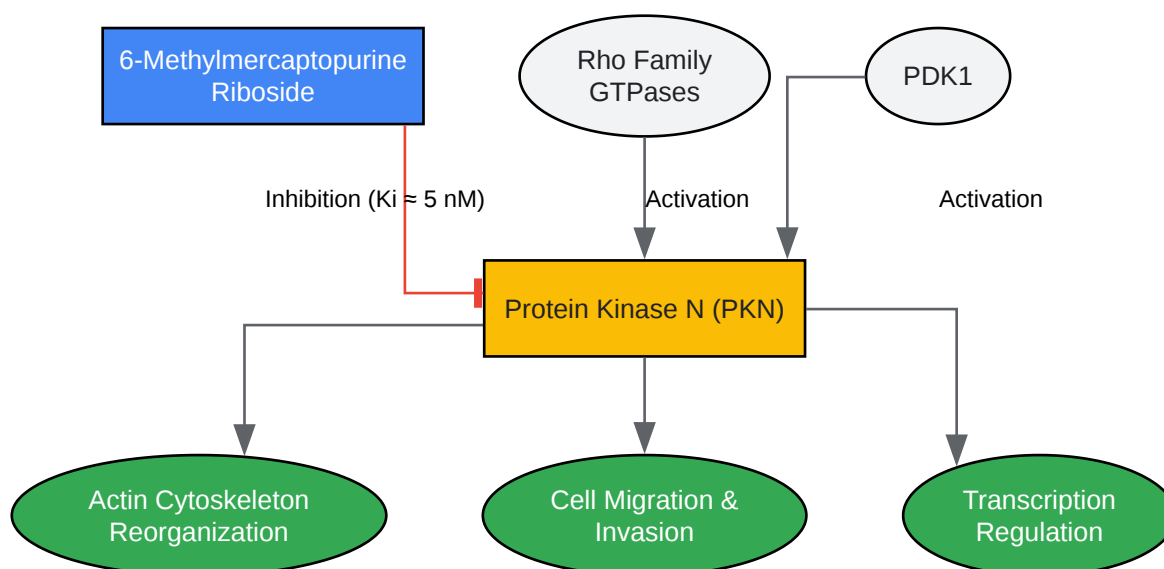 6-Methylmercaptopurine
Riboside
Rho Family
GTPases
PDK1
Inhibition (Ki ≈ 5 nM)
Activation
Activation
Protein Kinase N (PKN)
Actin Cytoskeleton
Reorganization
Cell Migration &
Invasion
Transcription
Regulation